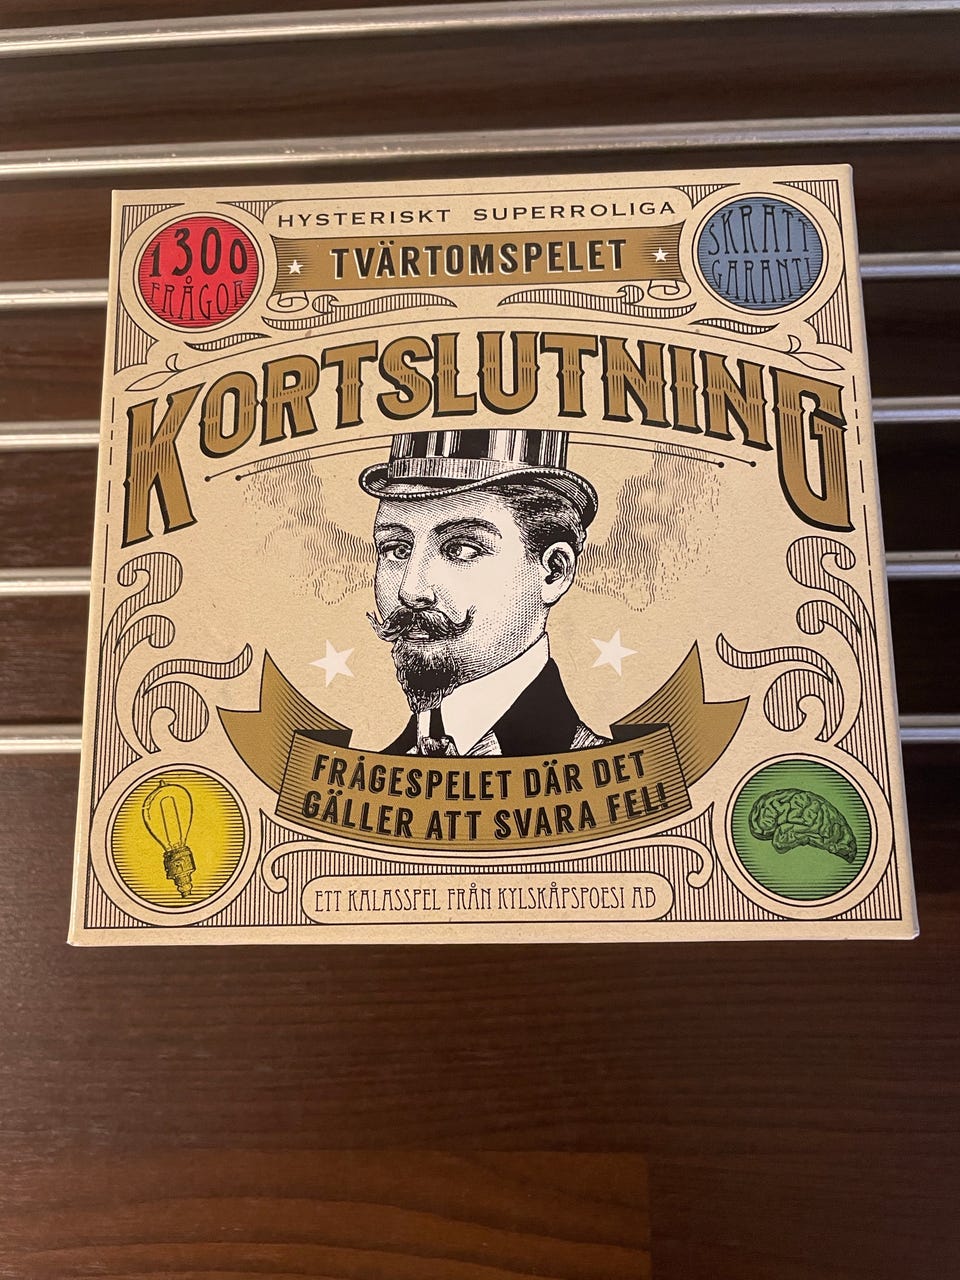 HYSTERISKT SUPERROLIGA
TVÄRTOMSPELET
1300
FRÅGOR
SKRATT
GARANTI
KORTSLUTNING
FRÅGESPELET DÄR DET
GÄLLER ATT SVARA FEL!
ETT KALASSPEL FRÅN KYLSKÅPSPOESI AB